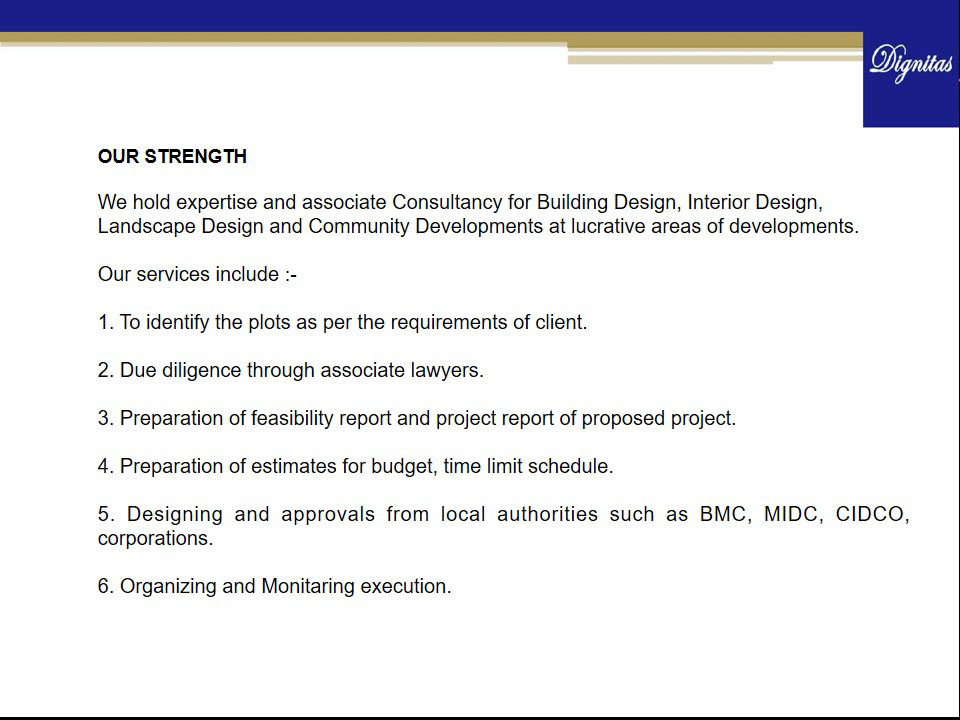 Dignitas
OUR STRENGTH
We hold expertise and associate Consultancy for Building Design, Interior Design,
Landscape Design and Community Developments at lucrative areas of developments.
Our services include :-
1. To identify the plots as per the requirements of client.
2. Due diligence through associate lawyers.
3. Preparation of feasibility report and project report of proposed project.
4. Preparation of estimates for budget, time limit schedule.
5. Designing and approvals from local authorities such as BMC, MIDC, CIDCO,
corporations.
6. Organizing and Monitaring execution.